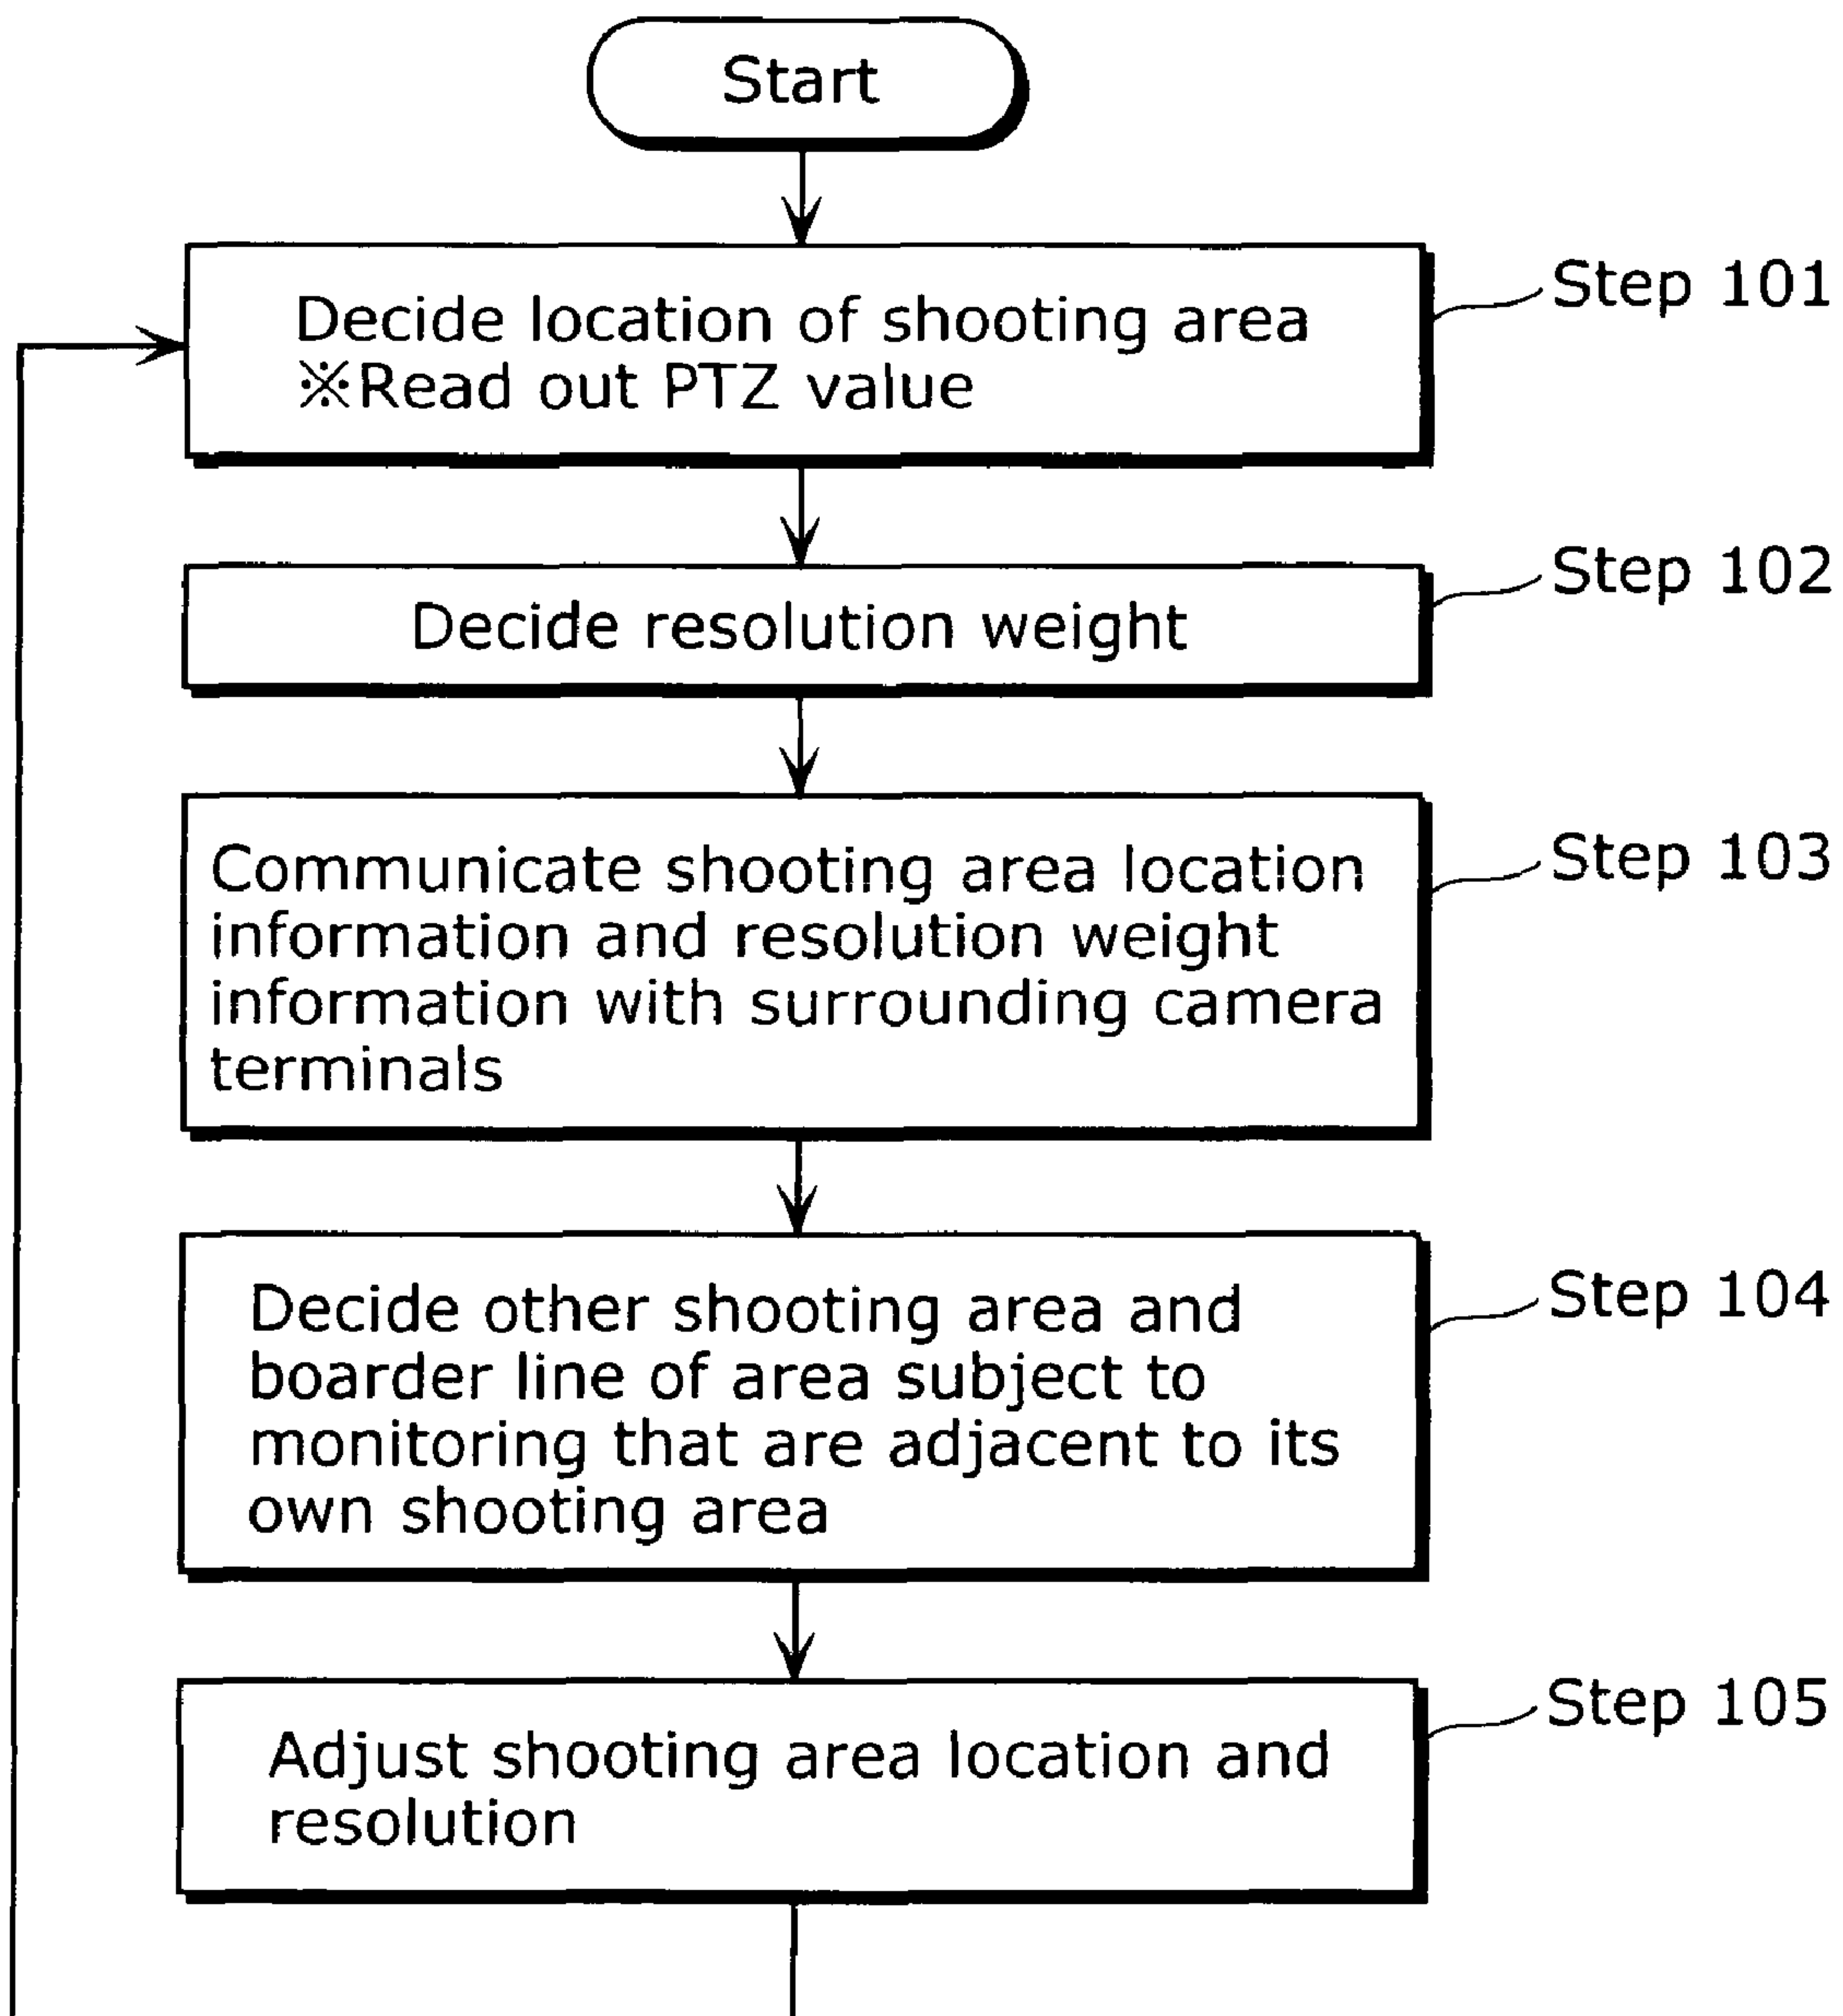 Start
Decide location of shooting area
※Read out PTZ value
Step 101
Decide resolution weight
Step 102
Communicate shooting area location
information and resolution weight
information with surrounding camera
terminals
Step 103
Decide other shooting area and
boarder line of area subject to
monitoring that are adjacent to its
own shooting area
Step 104
Adjust shooting area location and
resolution
Step 105